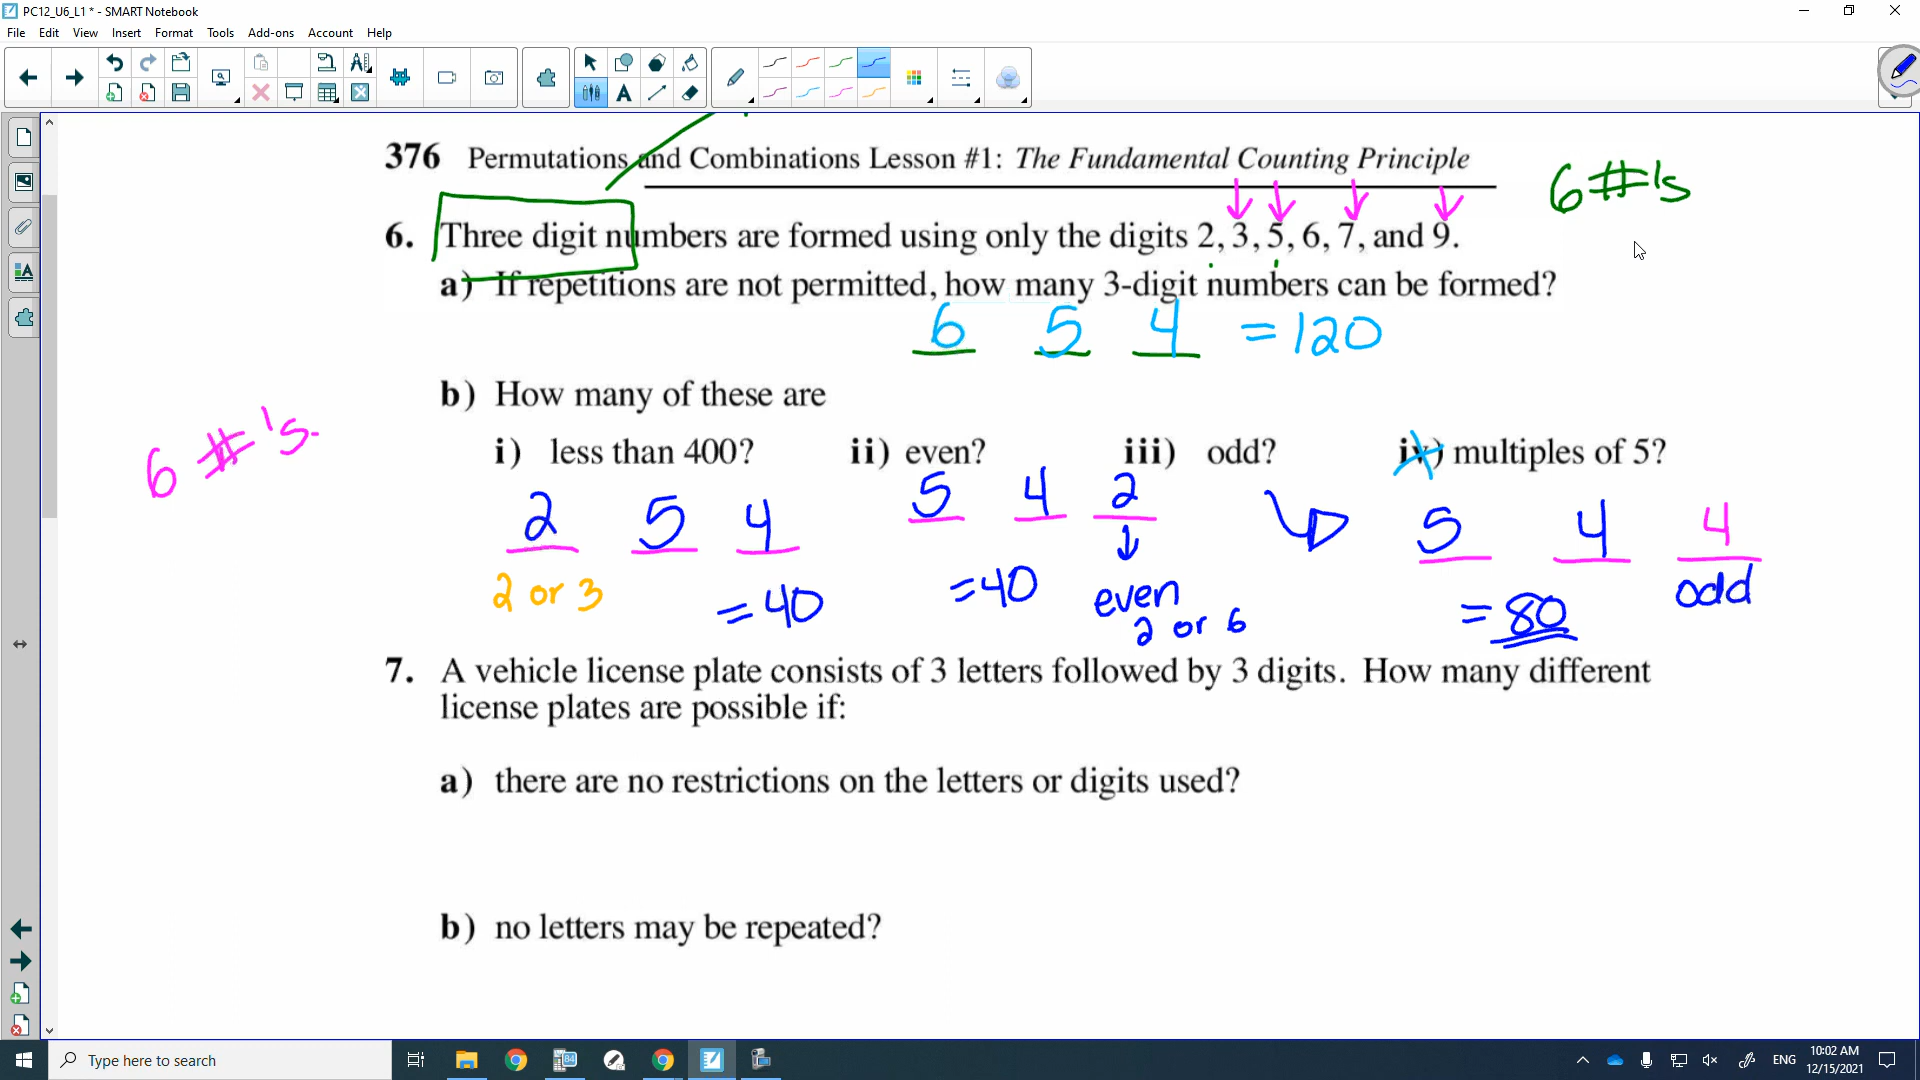 PC12_U6_L1 * - SMART Notebook
File Edit View Insert Format Tools Add-ons Account Help
376 Permutations and Combinations Lesson #1: The Fundamental Counting Principle
6 #'s
6. Three digit numbers are formed using only the digits 2, 3, 5, 6, 7, and 9.
a) If repetitions are not permitted, how many 3-digit numbers can be formed?
6 5 4 = 120
b) How many of these are
6 #'s.
i) less than 400? ii) even? iii) odd? iv) multiples of 5?
2 5 4 5 4 2 5 4 4
2 or 3 = 40 = 40 even 2 or 6 = 80 odd
7. A vehicle license plate consists of 3 letters followed by 3 digits. How many different
license plates are possible if:
a) there are no restrictions on the letters or digits used?
b) no letters may be repeated?
Type here to search
84
ENG
10:02 AM
12/15/2021